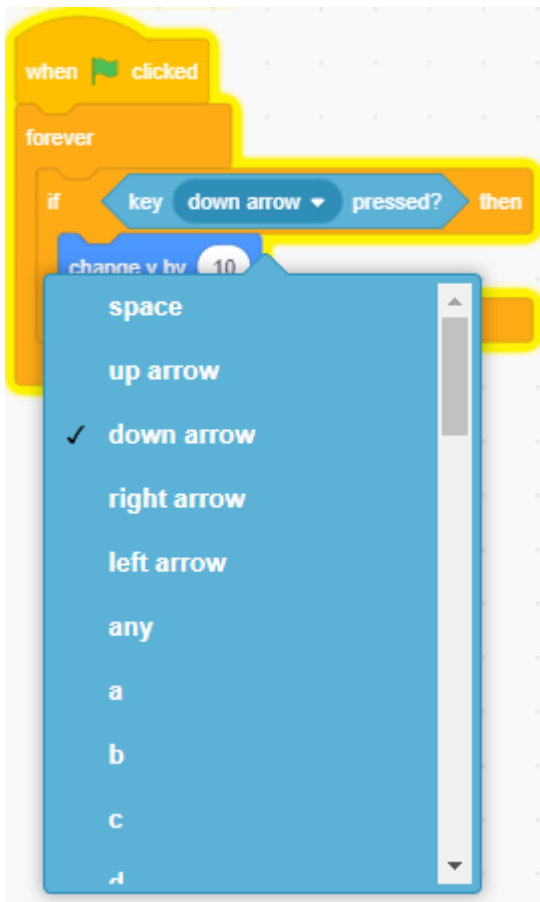 when clicked
forever
if key down arrow pressed? then
change y by 10
space
up arrow
✓ down arrow
right arrow
left arrow
any
a
b
c
d